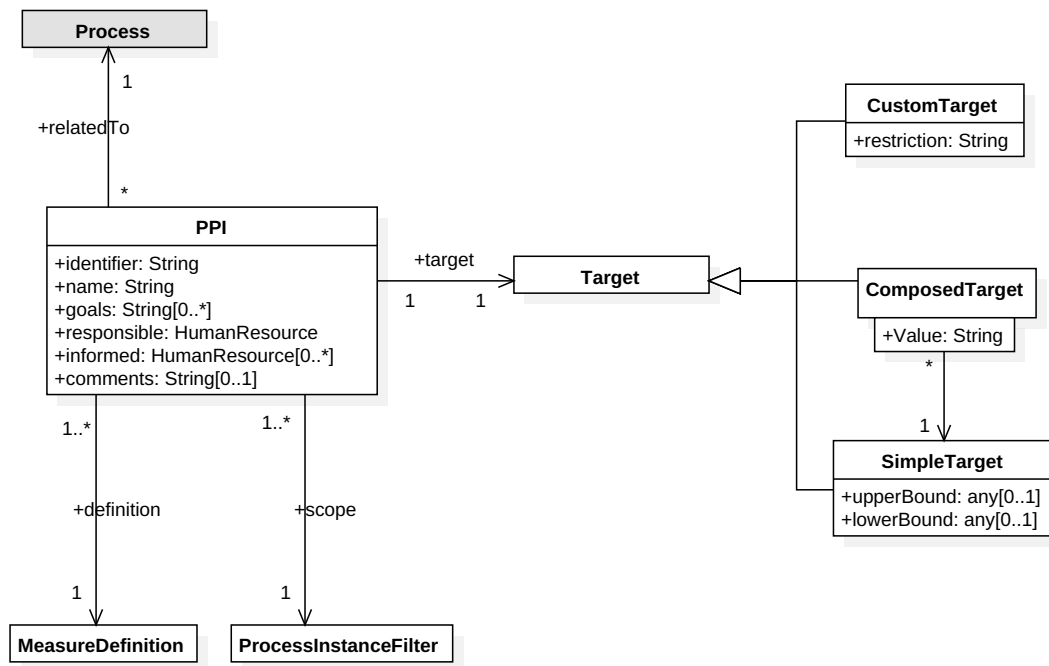 Process
1
+relatedTo
*
PPI
+identifier: String
+name: String
+goals: String[0..*]
+responsible: HumanResource
+informed: HumanResource[0..*]
+comments: String[0..1]
+target
1
1
Target
CustomTarget
+restriction: String
ComposedTarget
+Value: String
*
1
SimpleTarget
+upperBound: any[0..1]
+lowerBound: any[0..1]
1..*
+definition
1
MeasureDefinition
1..*
+scope
1
ProcessInstanceFilter